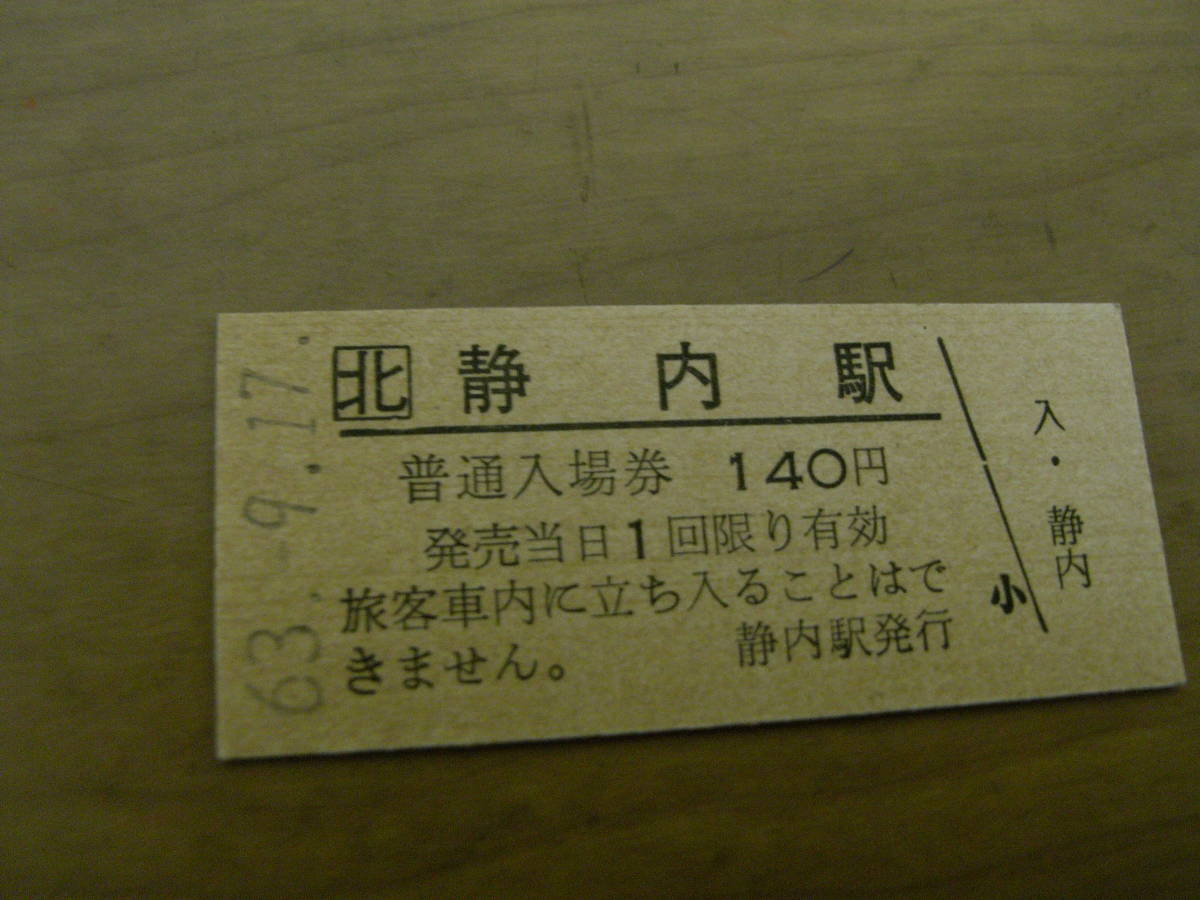 63.-9.17.
北 静内駅
普通入場券 140円
発売当日1回限り有効
旅客車内に立ち入ることはで
きません。 静内駅発行
小
入・静内